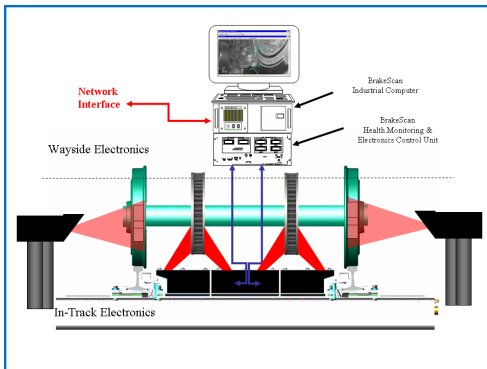 BrakeScan
Industrial Computer
Network
Interface
BrakeScan
Health Monitoring &
Electronics Control Unit
Wayside Electronics
In-Track Electronics